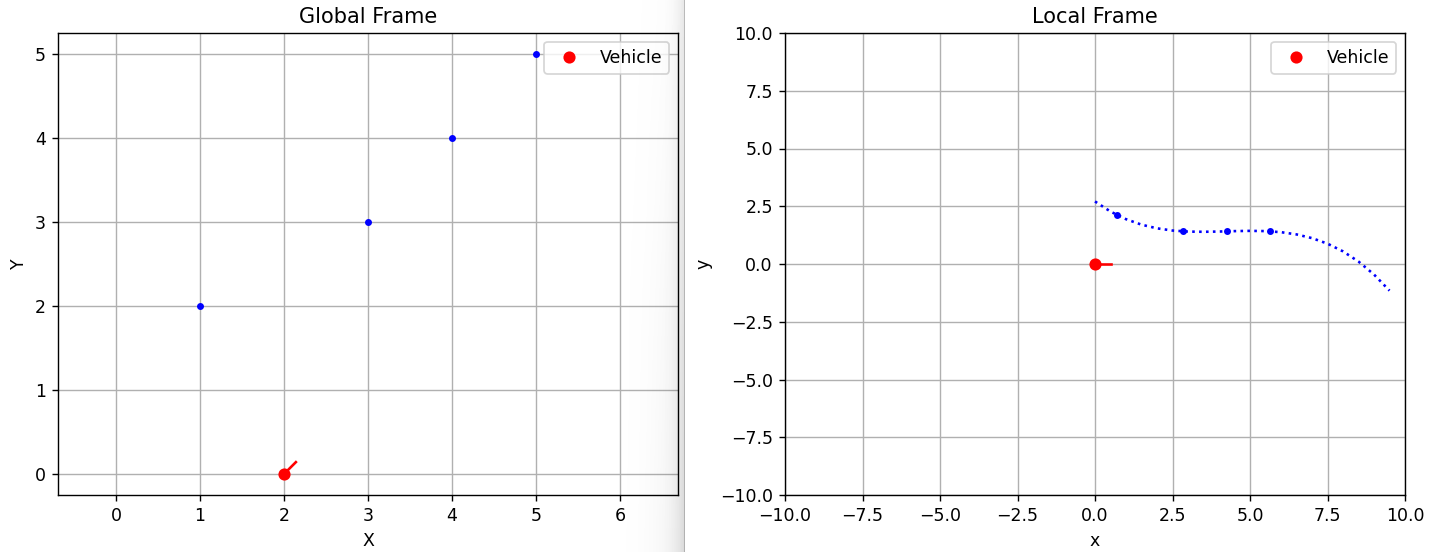 Global Frame
Vehicle
5
4
3
2
1
0
Y
0 1 2 3 4 5 6
X
Local Frame
Vehicle
10.0
7.5
5.0
2.5
0.0
−2.5
−5.0
−7.5
−10.0
y
−10.0 −7.5 −5.0 −2.5 0.0 2.5 5.0 7.5 10.0
x